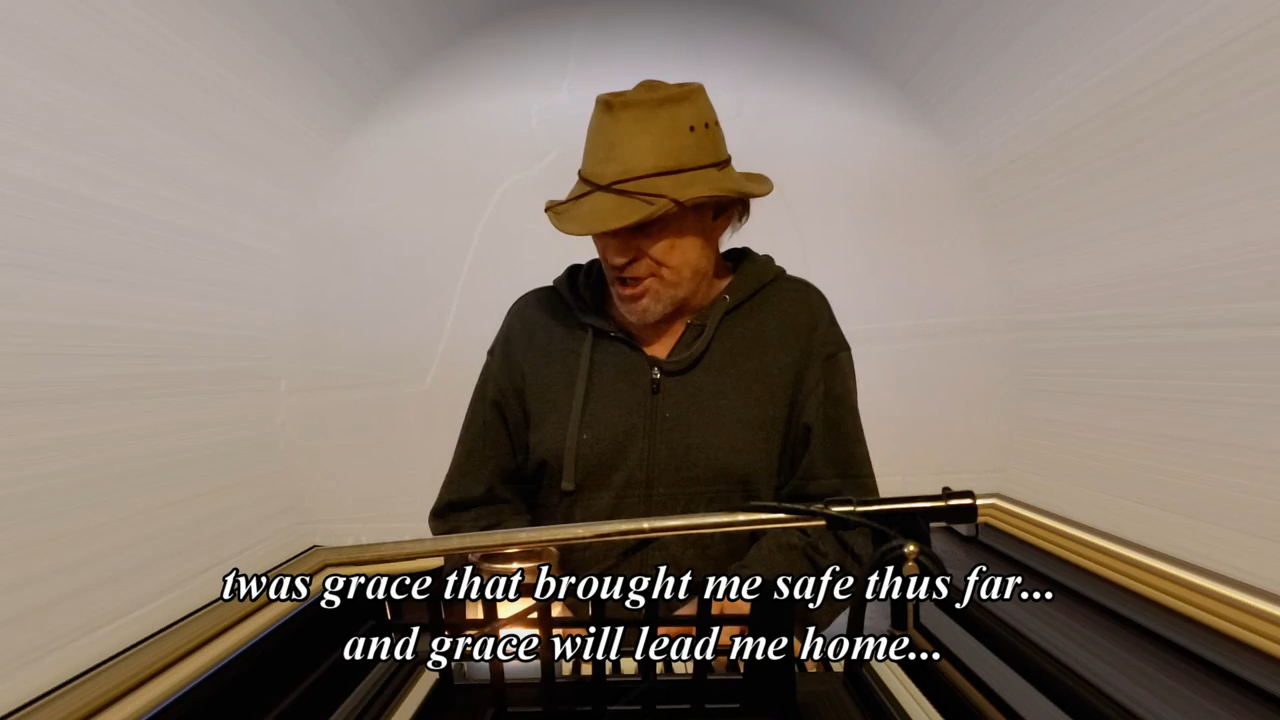 twas grace that brought me safe thus far...
and grace will lead me home...